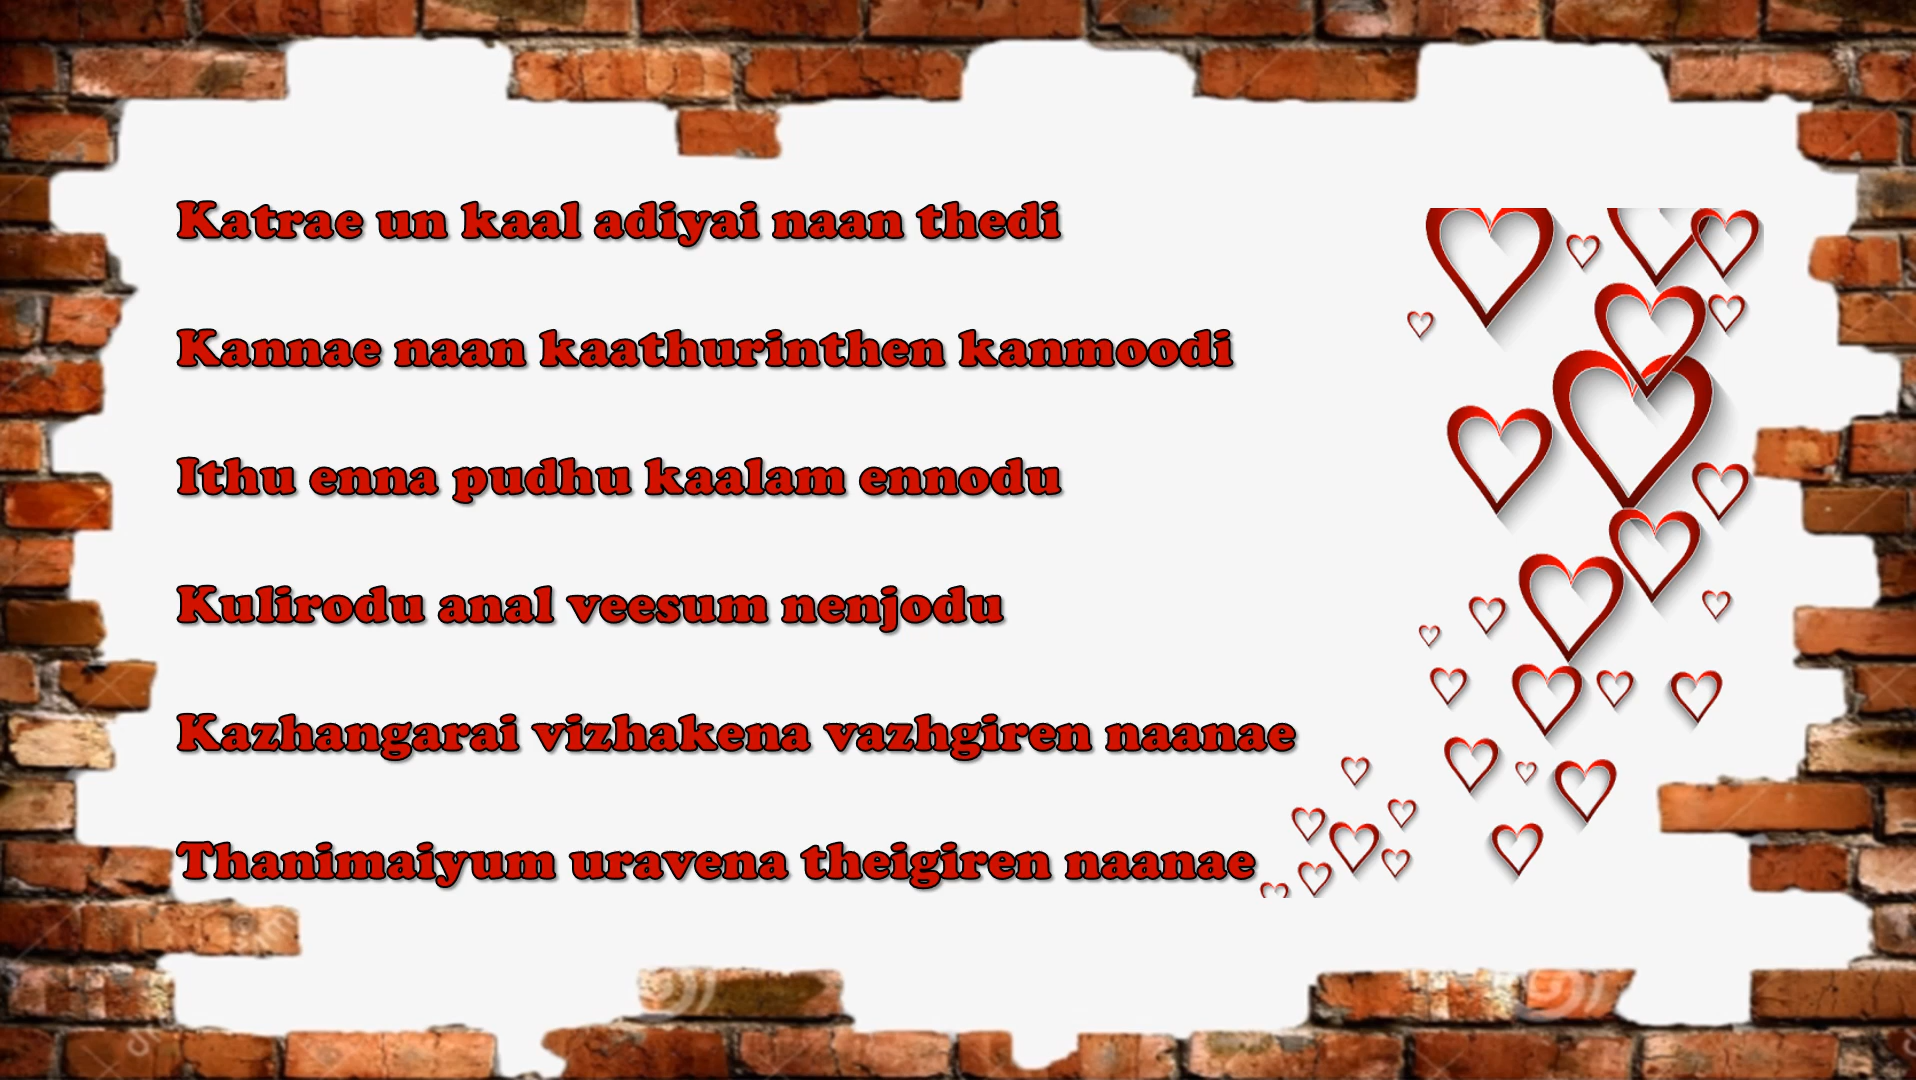 Katrae un kaal adiyai naan thedi
Kannae naan kaathurinthen kanmoodi
Ithu enna pudhu kaalam ennodu
Kulirodu anal veesum nenjodu
Kazhangarai vizhakena vazhgiren naanae
Thanimaiyum uravena theigiren naanae